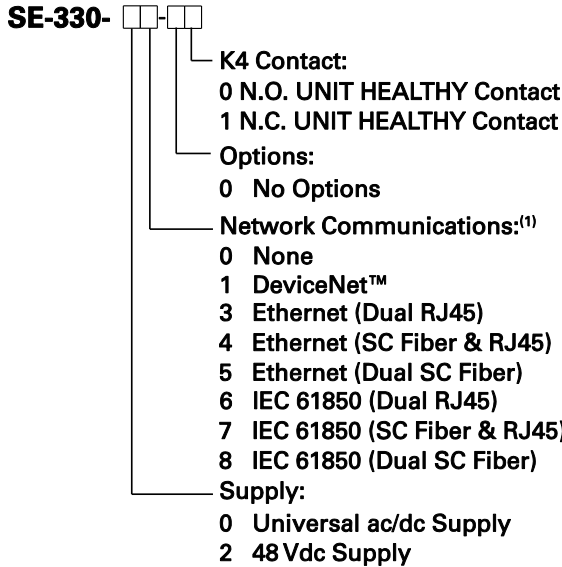 SE-330- -
K4 Contact:
0 N.O. UNIT HEALTHY Contact
1 N.C. UNIT HEALTHY Contact
Options:
0 No Options
Network Communications:(1)
0 None
1 DeviceNet™
3 Ethernet (Dual RJ45)
4 Ethernet (SC Fiber & RJ45)
5 Ethernet (Dual SC Fiber)
6 IEC 61850 (Dual RJ45)
7 IEC 61850 (SC Fiber & RJ45)
8 IEC 61850 (Dual SC Fiber)
Supply:
0 Universal ac/dc Supply
2 48 Vdc Supply